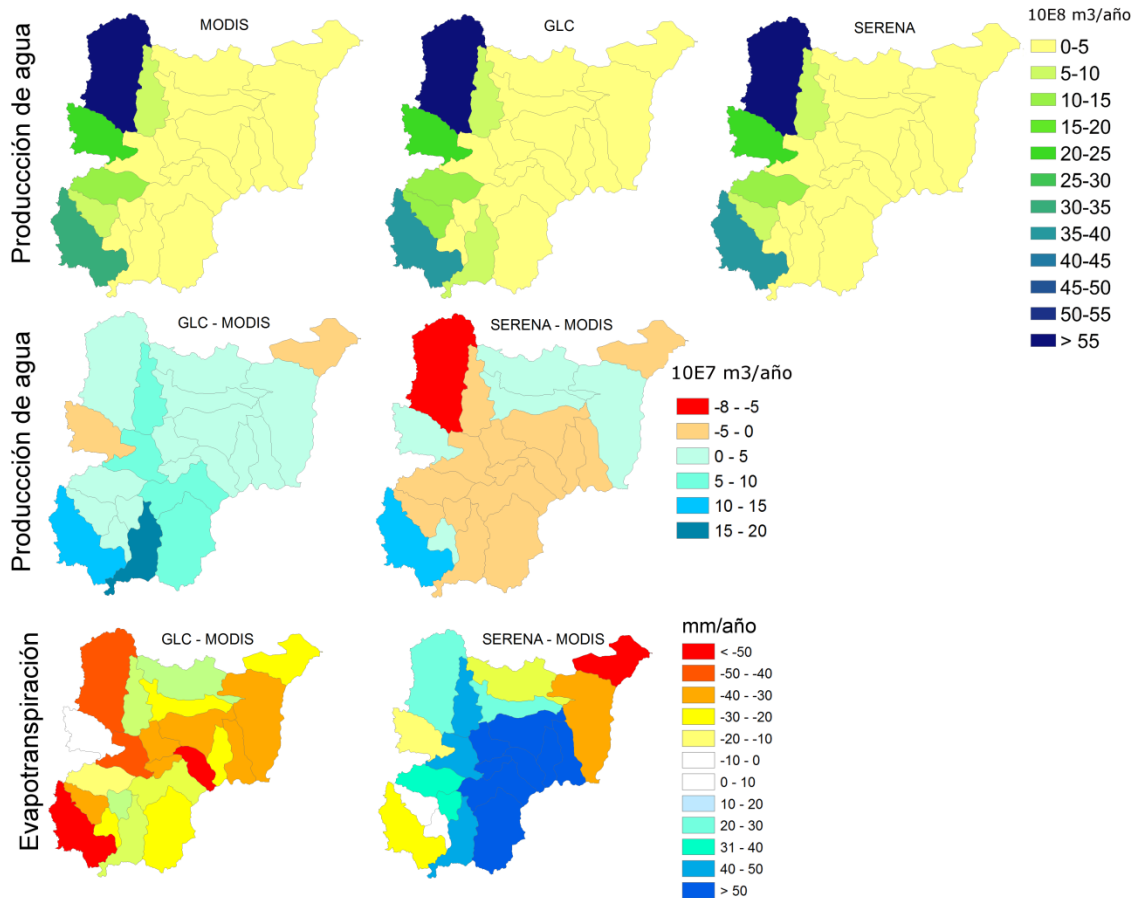 MODIS
GLC
SERENA
Producción de agua
10E8 m3/año
0-5
5-10
10-15
15-20
20-25
25-30
30-35
35-40
40-45
45-50
50-55
> 55
GLC - MODIS
SERENA - MODIS
Producción de agua
10E7 m3/año
-8 - -5
-5 - 0
0 - 5
5 - 10
10 - 15
15 - 20
GLC - MODIS
SERENA - MODIS
Evapotranspiración
mm/año
< -50
-50 - -40
-40 - -30
-30 - -20
-20 - -10
-10 - 0
0 - 10
10 - 20
20 - 30
31 - 40
40 - 50
> 50